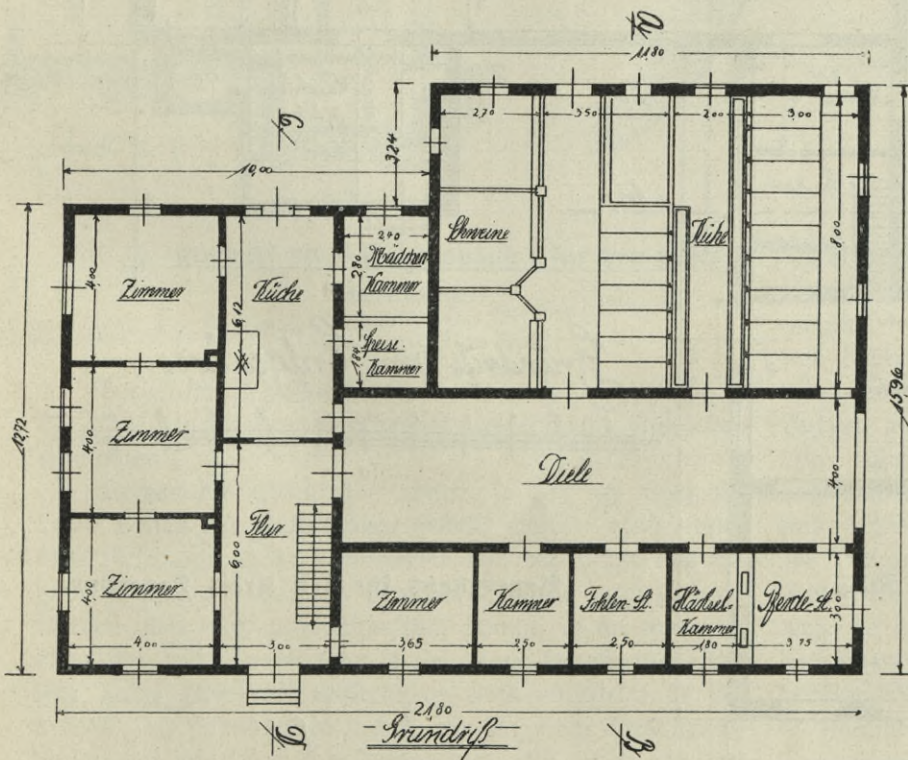 A
11,80
C
10,00
3,24
2,70
3,50
2,00
3,00
Zimmer
4,00
Küche
6,12
2,40
2,80
Mädchen
Kammer
Speise-
Kammer
1,84
Schweine
Kühe
8,00
12,72
15,96
Zimmer
4,00
Flur
6,00
Diele
4,00
Zimmer
4,00
4,00
3,00
Zimmer
3,65
Kammer
2,50
Fohlen-St.
2,50
Häcksel-
Kammer
1,80
Pferde-St.
3,75
3,00
21,80
D
Grundriß
B